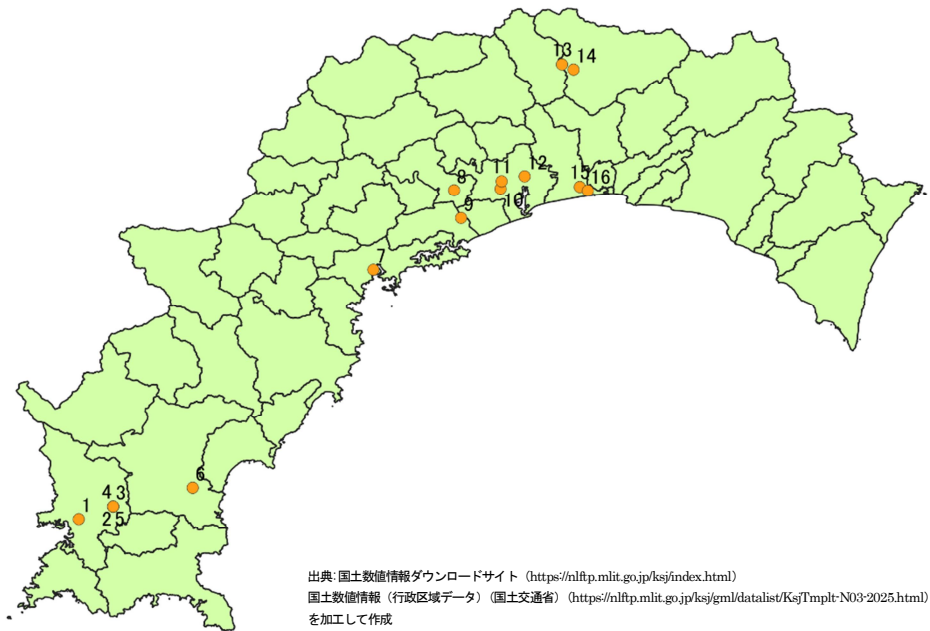 13 14
11 12
8 15 16
9 10
7
6
4 3
1 2 5
出典:国土数値情報ダウンロードサイト(https://nlftp.mlit.go.jp/ksj/index.html)
国土数値情報(行政区域データ)(国土交通省)(https://nlftp.mlit.go.jp/ksj/gml/datalist/KsjTmplt-N03-2025.html)
を加工して作成